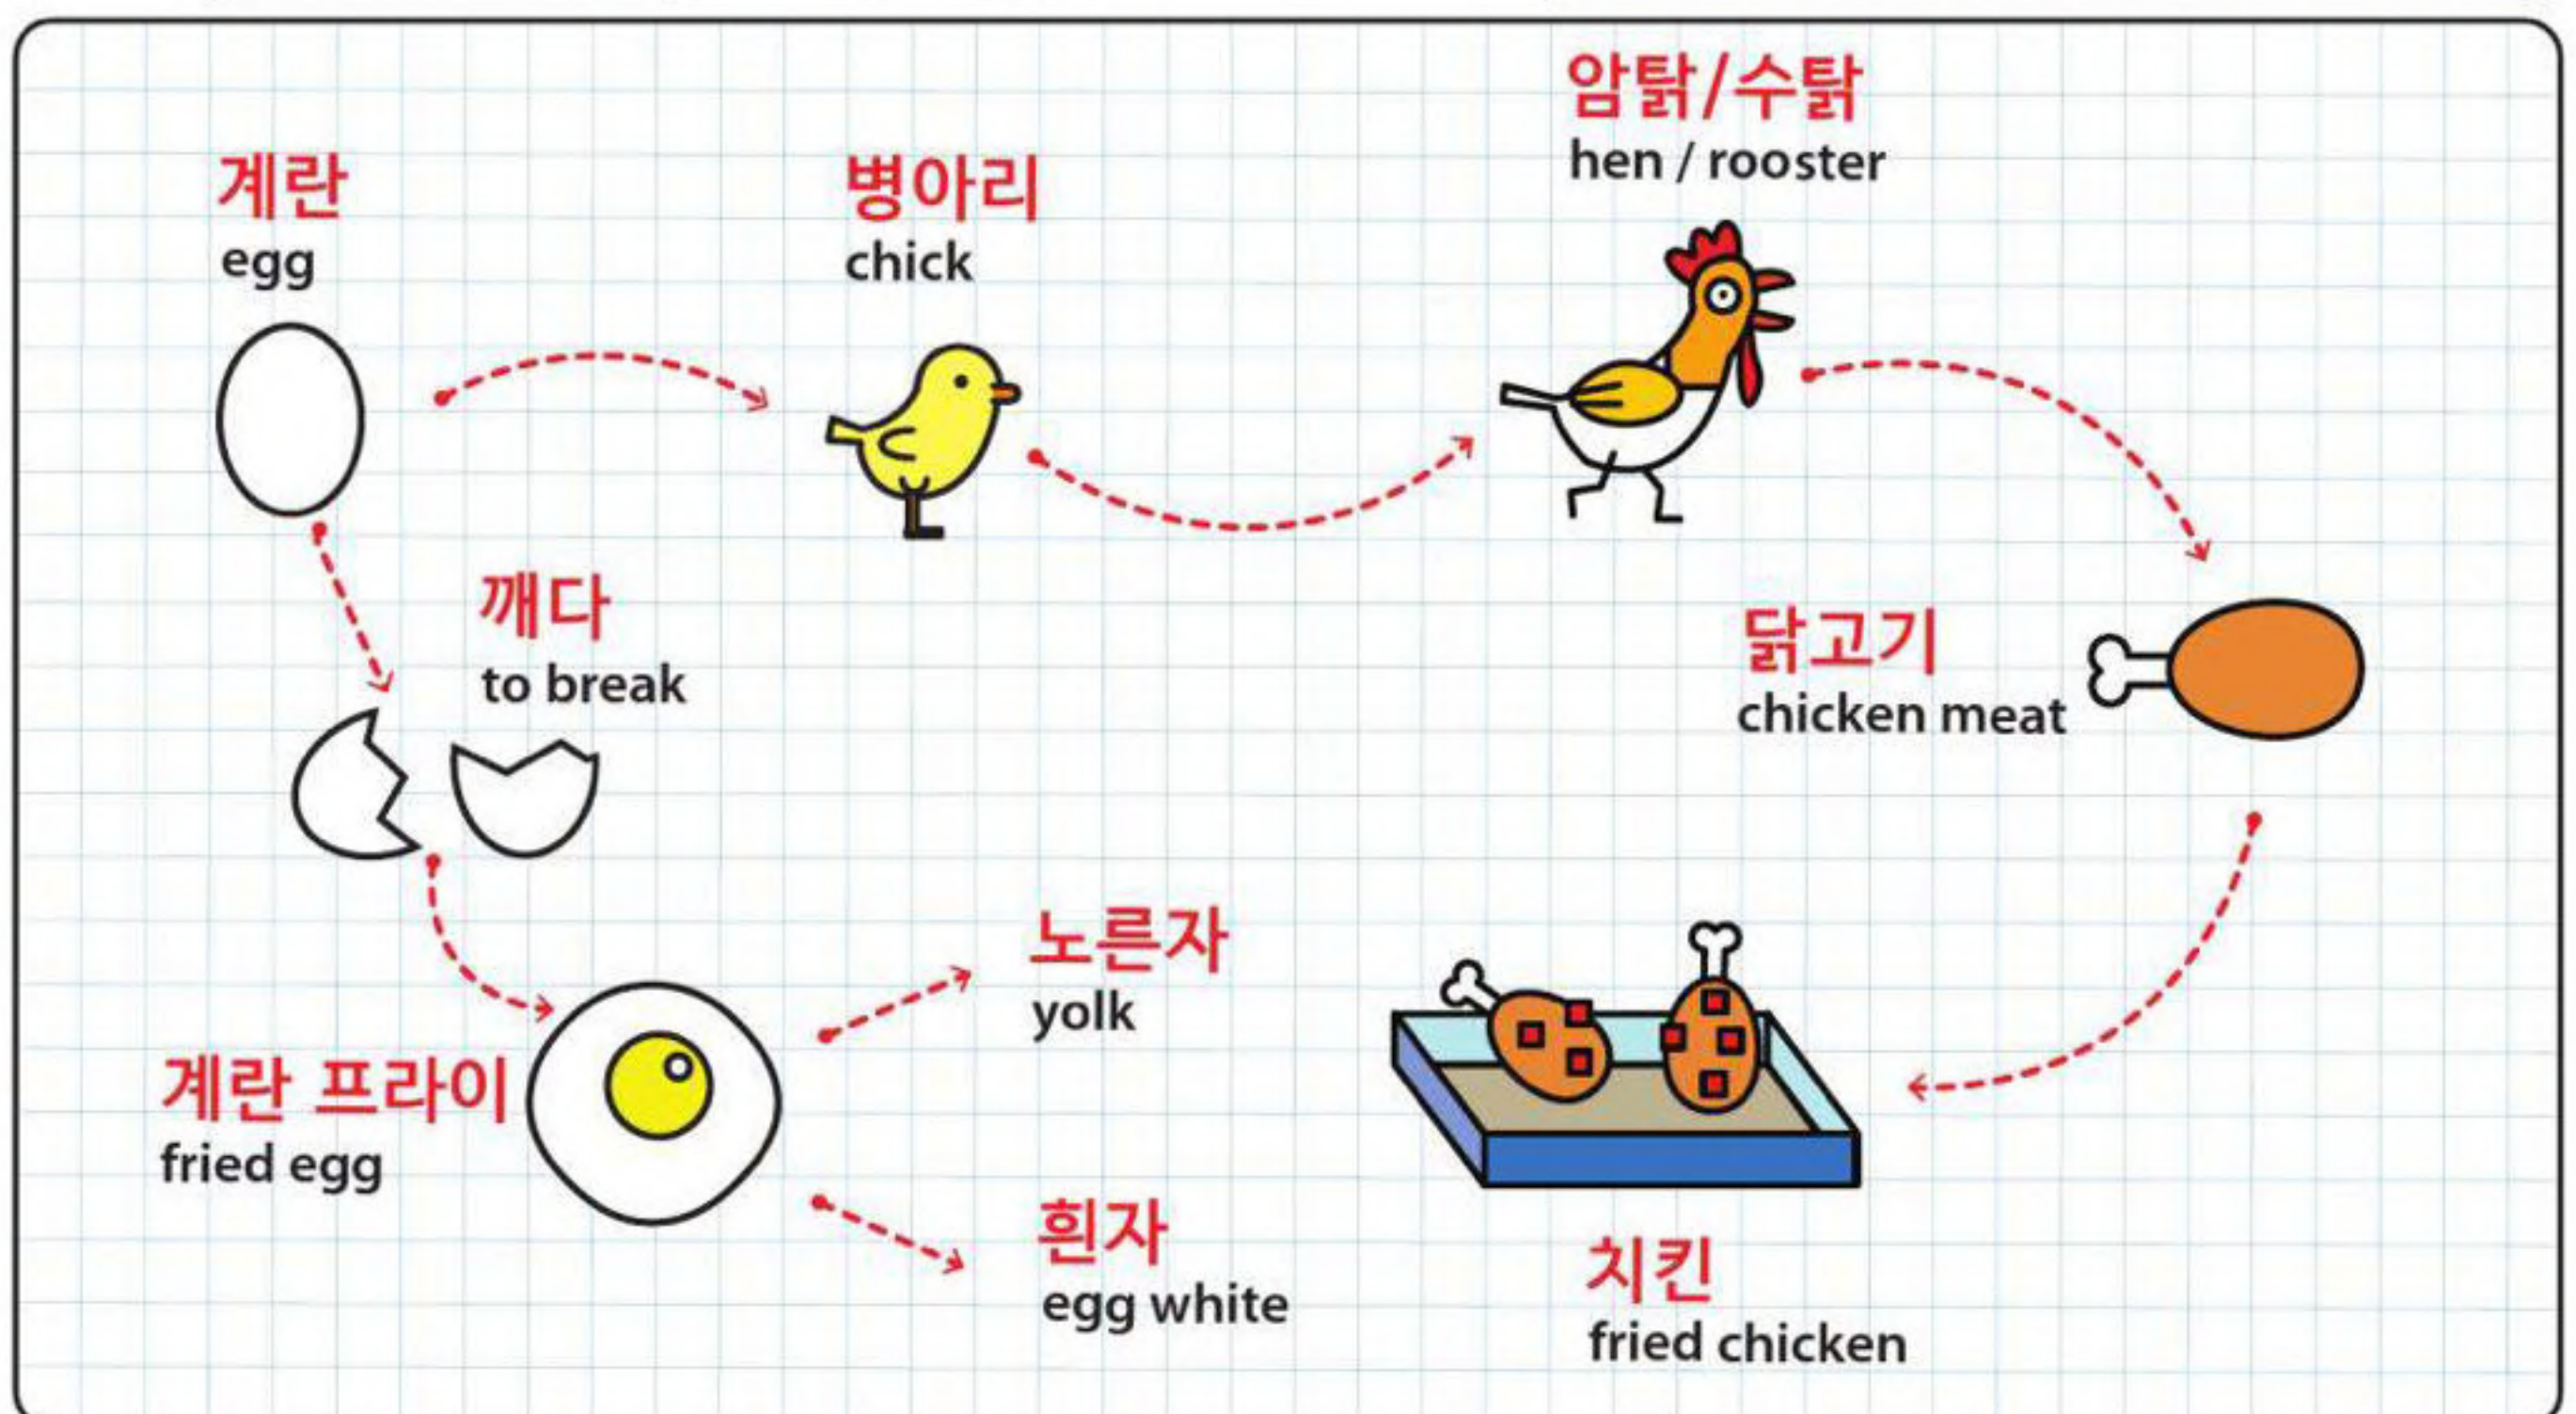 계란
egg
병아리
chick
암탉/수탉
hen / rooster
깨다
to break
닭고기
chicken meat
계란 프라이
fried egg
노른자
yolk
흰자
egg white
치킨
fried chicken